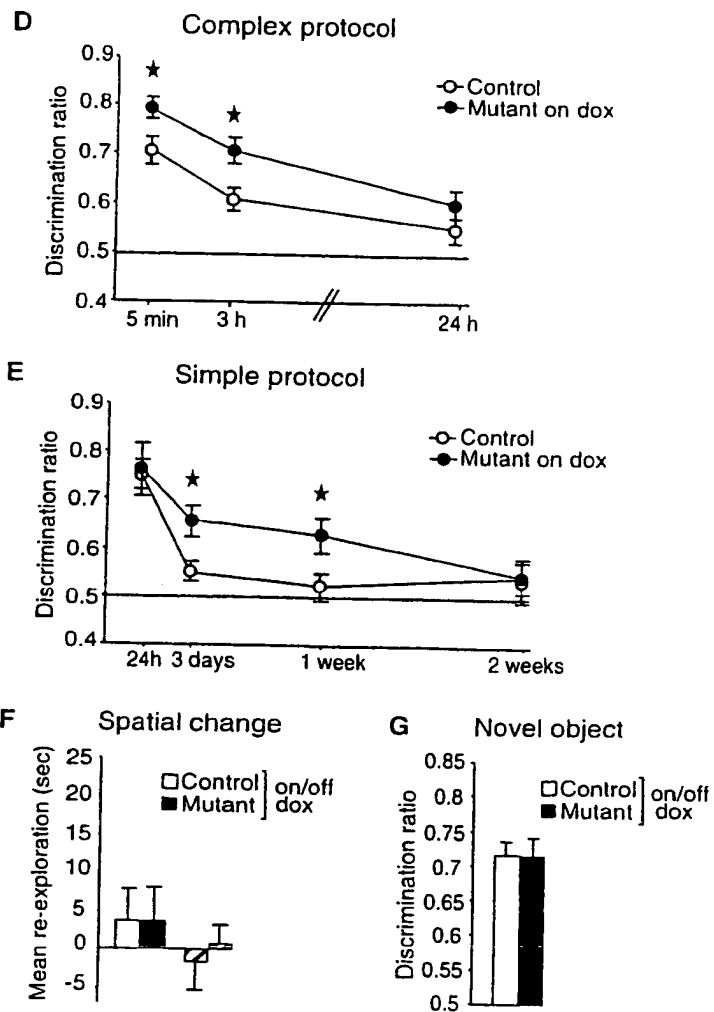 D
Complex protocol
0.9
0.8
0.7
0.6
0.5
0.4
Discrimination ratio
Control
Mutant on dox
5 min 3 h 24 h
E
Simple protocol
0.9
0.8
0.7
0.6
0.5
0.4
Discrimination ratio
Control
Mutant on dox
24h 3 days 1 week 2 weeks
F
Spatial change
25
20
15
10
5
0
-5
Mean re-exploration (sec)
Control
Mutant
on/off
dox
G
Novel object
0.85
0.8
0.75
0.7
0.65
0.6
0.55
0.5
Discrimination ratio
Control
Mutant
on/off
dox